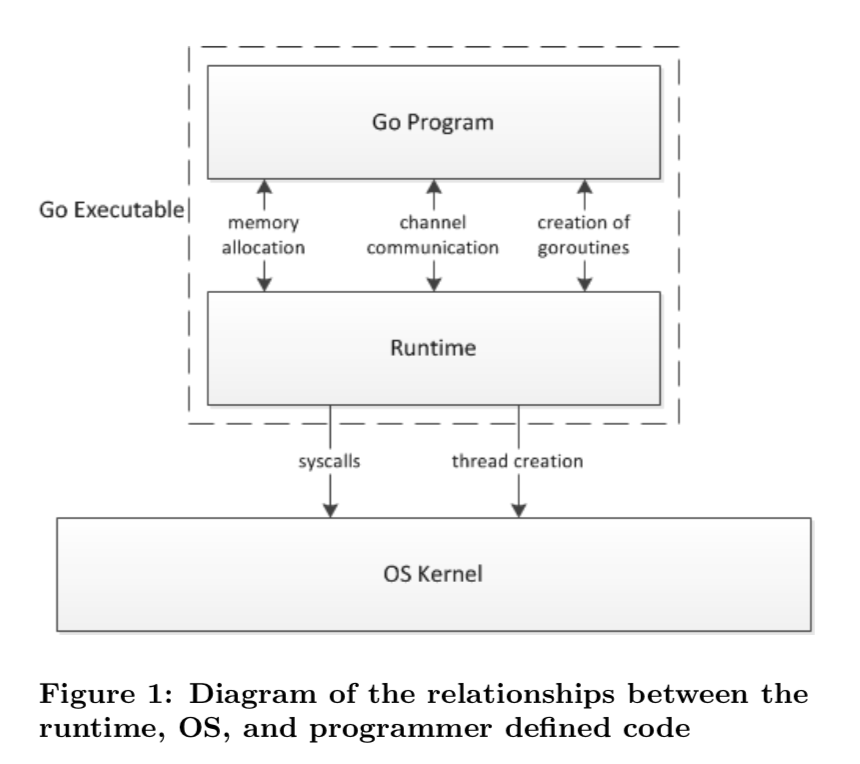 Go Program
Go Executable
memory
allocation
channel
communication
creation of
goroutines
Runtime
syscalls
thread creation
OS Kernel
Figure 1: Diagram of the relationships between the
runtime, OS, and programmer defined code